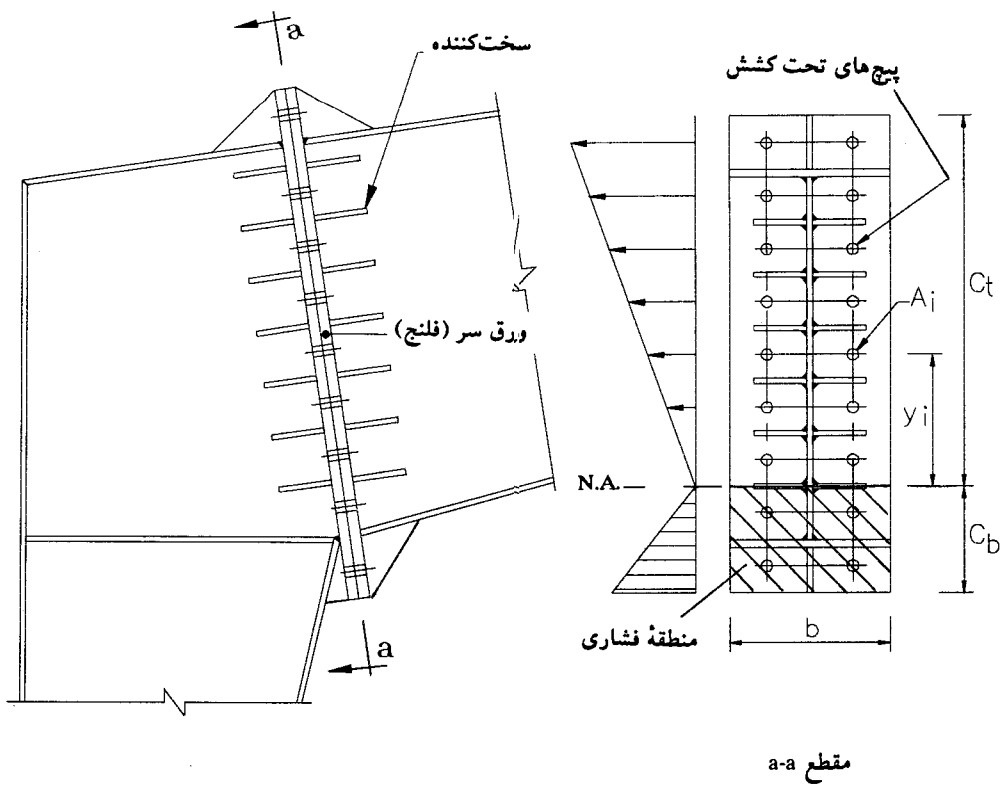 a
سخت‌کننده
پیچ‌های تحت کشش
Ct
Ai
ورق سر (فلنج)
yi
N.A.
Cb
منطقهٔ فشاری
b
a
مقطع a-a